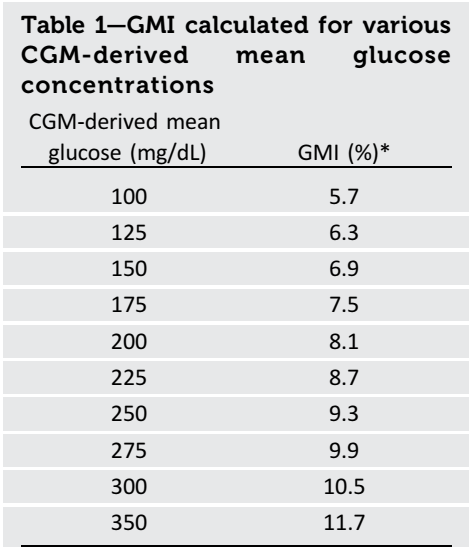 Table 1—GMI calculated for various
CGM-derived mean glucose
concentrations
CGM-derived mean
glucose (mg/dL) GMI (%)*
100 5.7
125 6.3
150 6.9
175 7.5
200 8.1
225 8.7
250 9.3
275 9.9
300 10.5
350 11.7